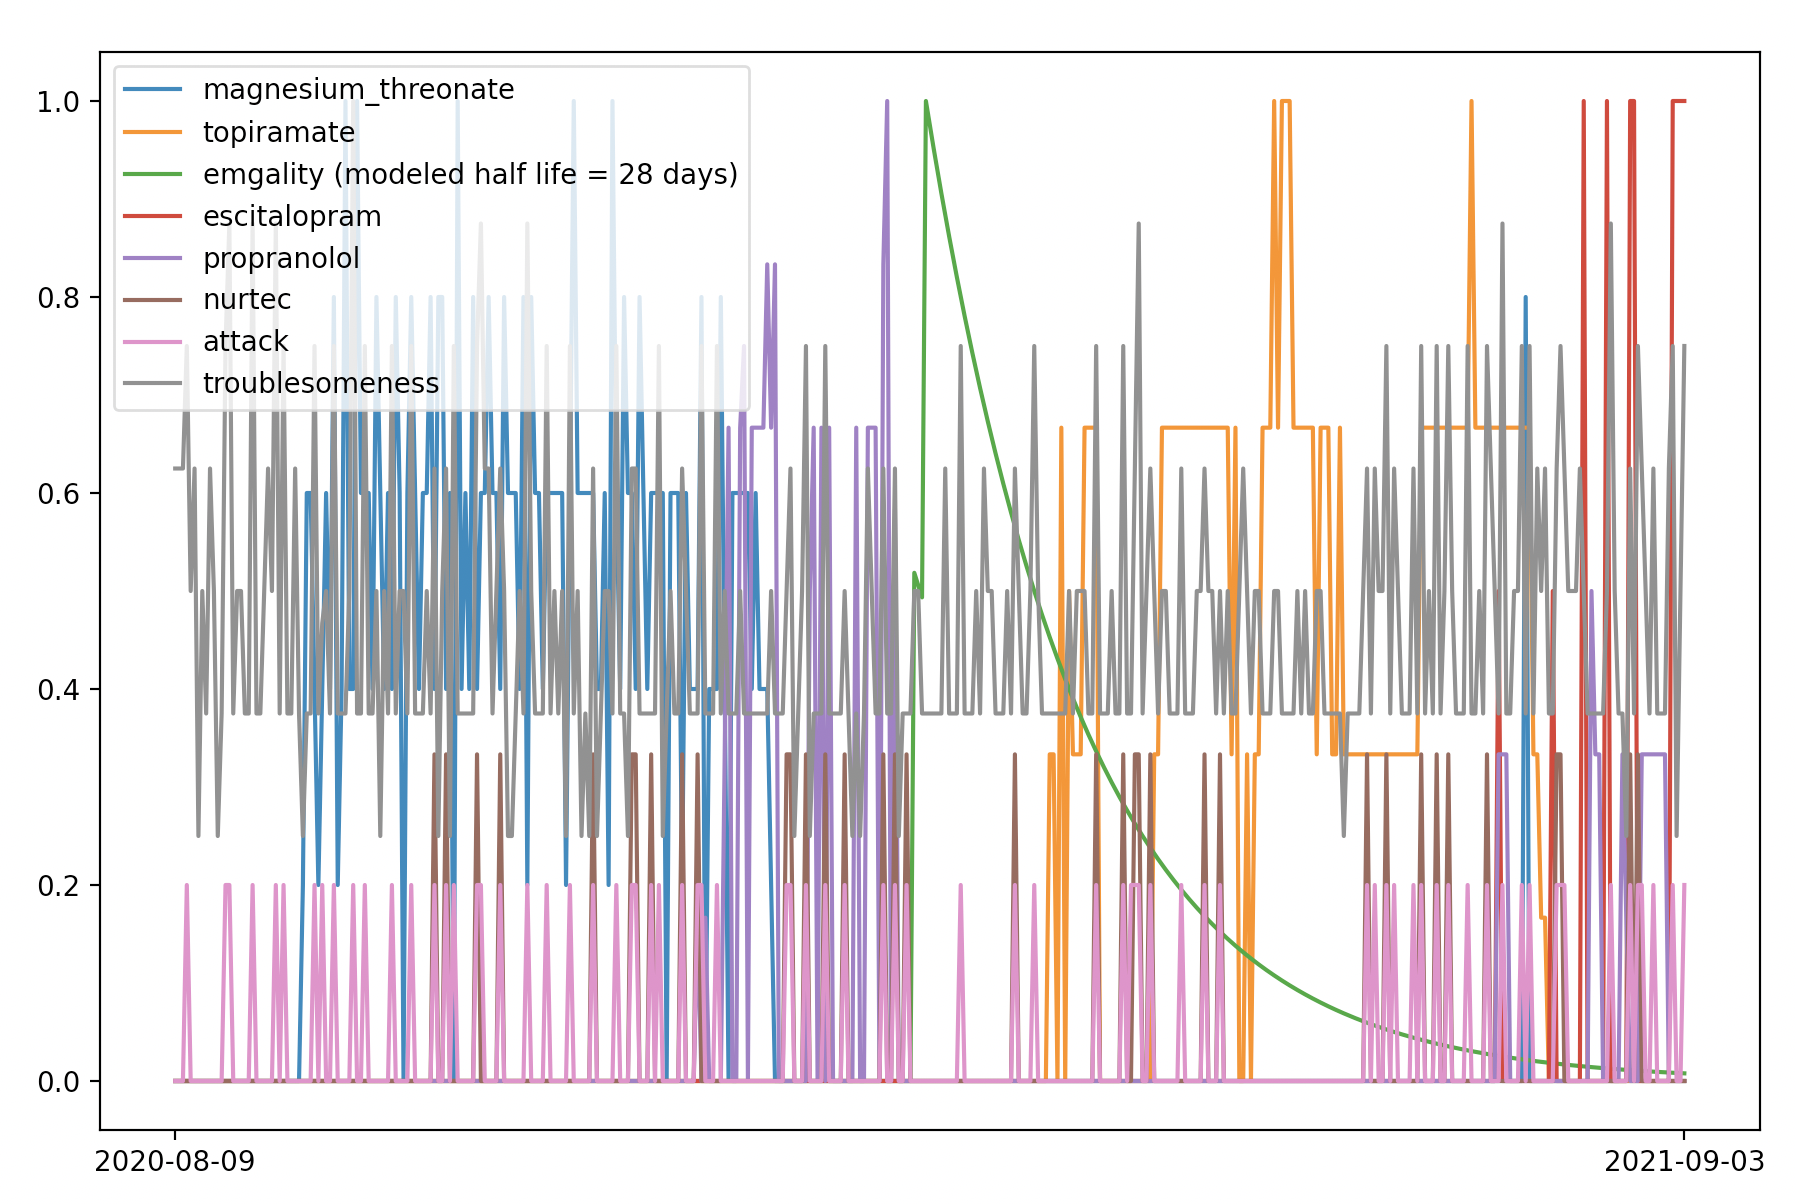 magnesium_threonate
topiramate
emgality (modeled half life = 28 days)
escitalopram
propranolol
nurtec
attack
troublesomeness
1.0
0.8
0.6
0.4
0.2
0.0
2020-08-09
2021-09-03